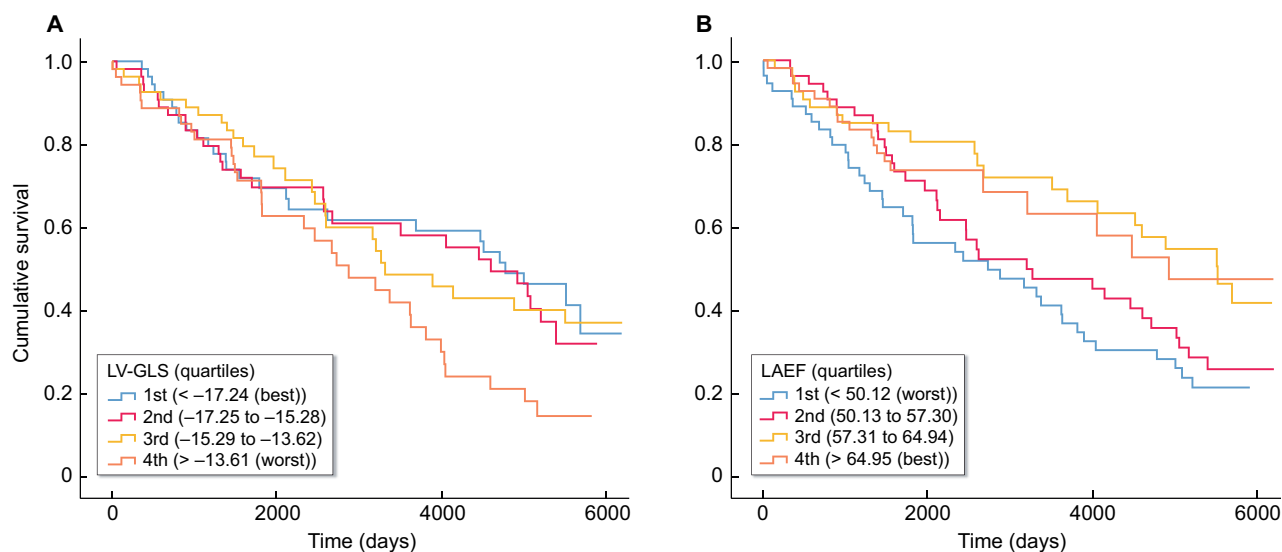 A
Cumulative survival
1.0
0.8
0.6
0.4
0.2
0
LV-GLS (quartiles)
1st (< –17.24 (best))
2nd (–17.25 to –15.28)
3rd (–15.29 to –13.62)
4th (> –13.61 (worst))
0 2000 4000 6000
Time (days)
B
1.0
0.8
0.6
0.4
0.2
0
LAEF (quartiles)
1st (< 50.12 (worst))
2nd (50.13 to 57.30)
3rd (57.31 to 64.94)
4th (> 64.95 (best))
0 2000 4000 6000
Time (days)